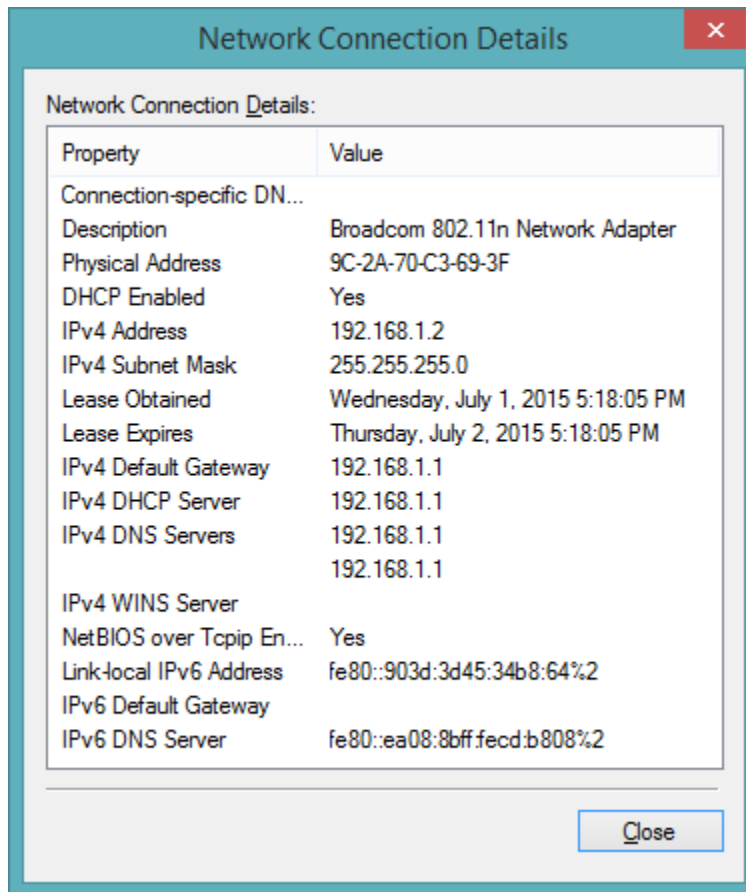 Network Connection Details
Network Connection Details:
Property Value
Connection-specific DN...
Description Broadcom 802.11n Network Adapter
Physical Address 9C-2A-70-C3-69-3F
DHCP Enabled Yes
IPv4 Address 192.168.1.2
IPv4 Subnet Mask 255.255.255.0
Lease Obtained Wednesday, July 1, 2015 5:18:05 PM
Lease Expires Thursday, July 2, 2015 5:18:05 PM
IPv4 Default Gateway 192.168.1.1
IPv4 DHCP Server 192.168.1.1
IPv4 DNS Servers 192.168.1.1
192.168.1.1
IPv4 WINS Server
NetBIOS over Tcpip En... Yes
Link-local IPv6 Address fe80::903d:3d45:34b8:64%2
IPv6 Default Gateway
IPv6 DNS Server fe80::ea08:8bff:fecd:b808%2
Close